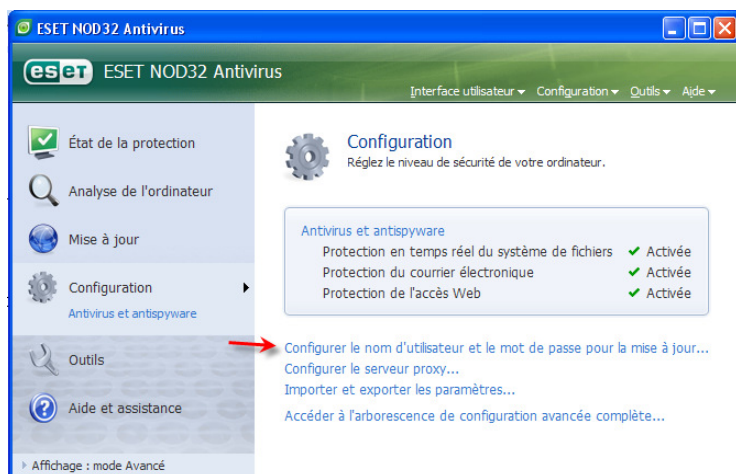 ESET NOD32 Antivirus
eset ESET NOD32 Antivirus
Interface utilisateur Configuration Outils Aide
État de la protection
Analyse de l'ordinateur
Mise à jour
Configuration
Antivirus et antispyware
Outils
Aide et assistance
Affichage : mode Avancé
Configuration
Réglez le niveau de sécurité de votre ordinateur.
Antivirus et antispyware
Protection en temps réel du système de fichiers Activée
Protection du courrier électronique Activée
Protection de l'accès Web Activée
Configurer le nom d'utilisateur et le mot de passe pour la mise à jour...
Configurer le serveur proxy...
Importer et exporter les paramètres...
Accéder à l'arborescence de configuration avancée complète...